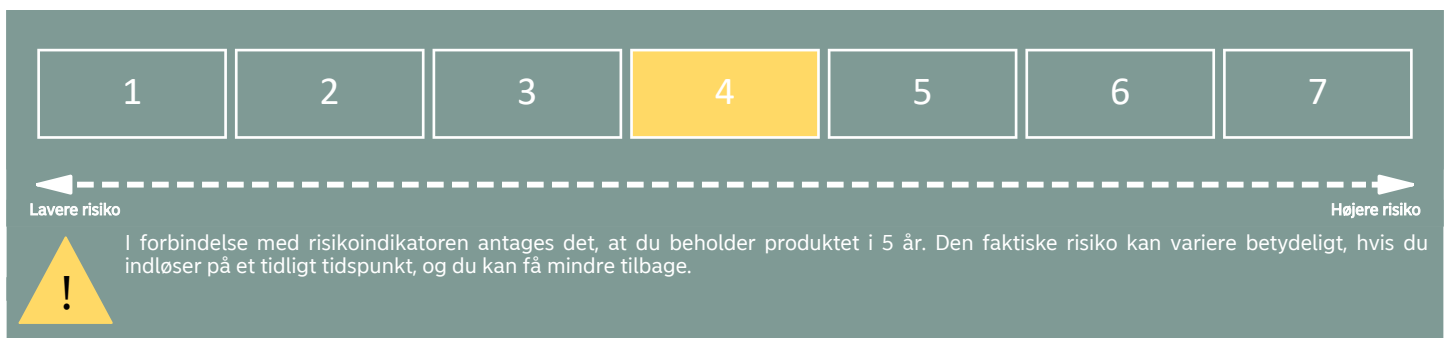 1 2 3 4 5 6 7
Lavere risiko Højere risiko
I forbindelse med risikoindikatoren antages det, at du beholder produktet i 5 år. Den faktiske risiko kan variere betydeligt, hvis du
indløser på et tidligt tidspunkt, og du kan få mindre tilbage.
!